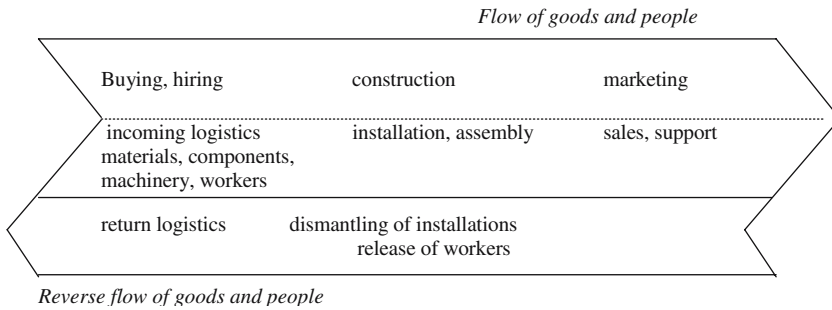 Flow of goods and people
Buying, hiring construction marketing
incoming logistics installation, assembly sales, support
materials, components,
machinery, workers
return logistics dismantling of installations
release of workers
Reverse flow of goods and people